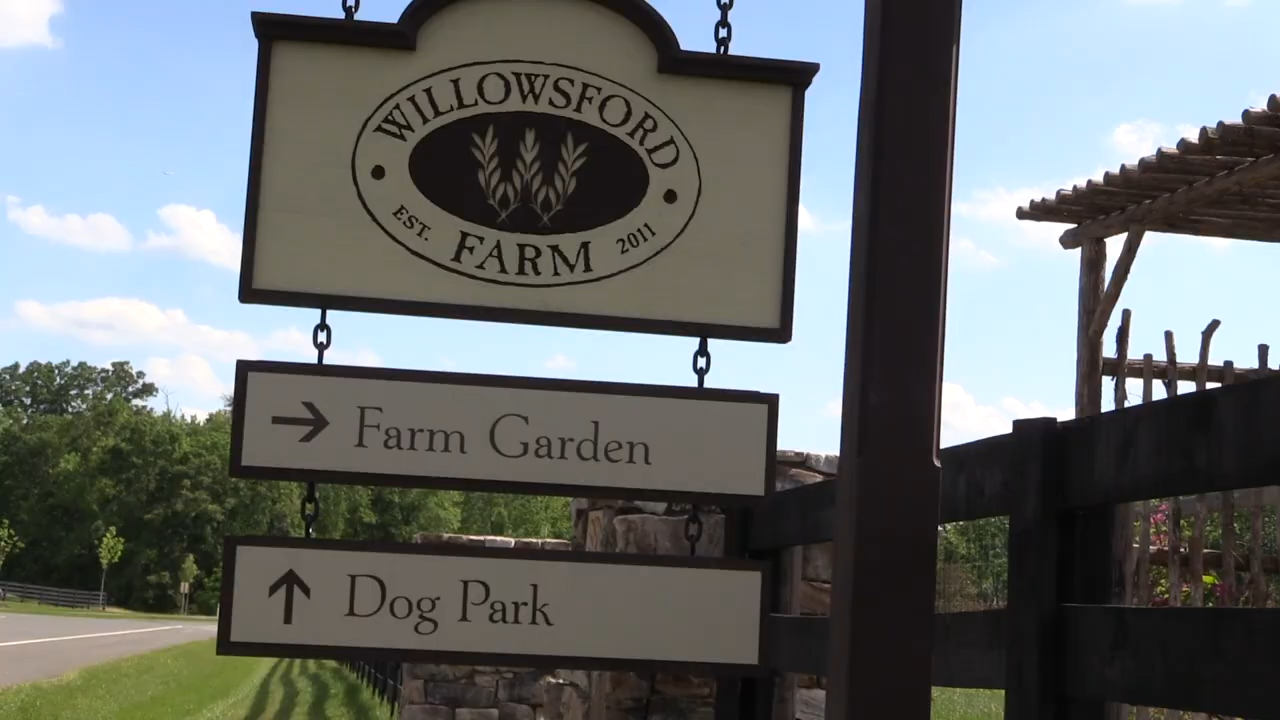 WILLOWSFORD
EST. FARM 2011
→ Farm Garden
↑ Dog Park